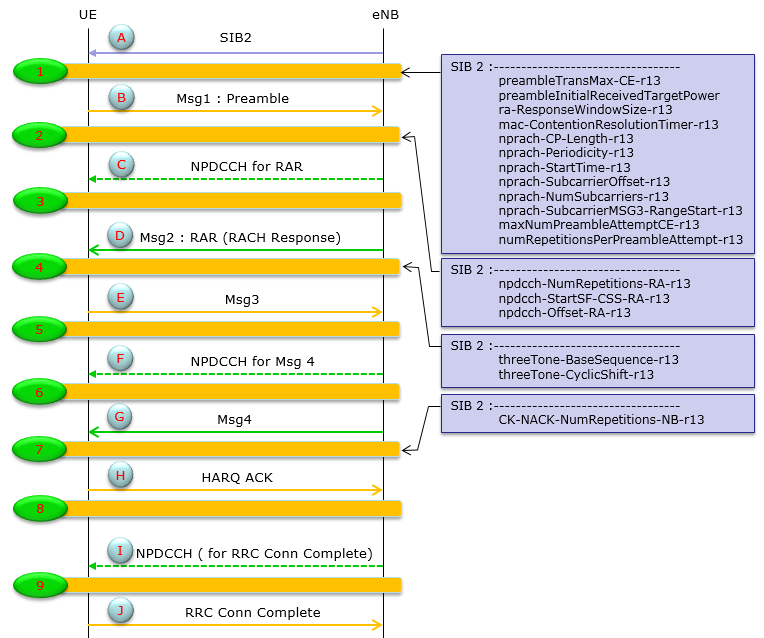 UE
eNB
A
SIB2
1
B
Msg1 : Preamble
2
C
NPDCCH for RAR
3
D
Msg2 : RAR (RACH Response)
4
E
Msg3
5
F
NPDCCH for Msg 4
6
G
Msg4
7
H
HARQ ACK
8
I
NPDCCH ( for RRC Conn Complete)
9
J
RRC Conn Complete
SIB 2 :----------------------------------
preambleTransMax-CE-r13
preambleInitialReceivedTargetPower
ra-ResponseWindowSize-r13
mac-ContentionResolutionTimer-r13
nprach-CP-Length-r13
nprach-Periodicity-r13
nprach-StartTime-r13
nprach-SubcarrierOffset-r13
nprach-NumSubcarriers-r13
nprach-SubcarrierMSG3-RangeStart-r13
maxNumPreambleAttemptCE-r13
numRepetitionsPerPreambleAttempt-r13
SIB 2 :----------------------------------
npdcch-NumRepetitions-RA-r13
npdcch-StartSF-CSS-RA-r13
npdcch-Offset-RA-r13
SIB 2 :----------------------------------
threeTone-BaseSequence-r13
threeTone-CyclicShift-r13
SIB 2 :----------------------------------
CK-NACK-NumRepetitions-NB-r13